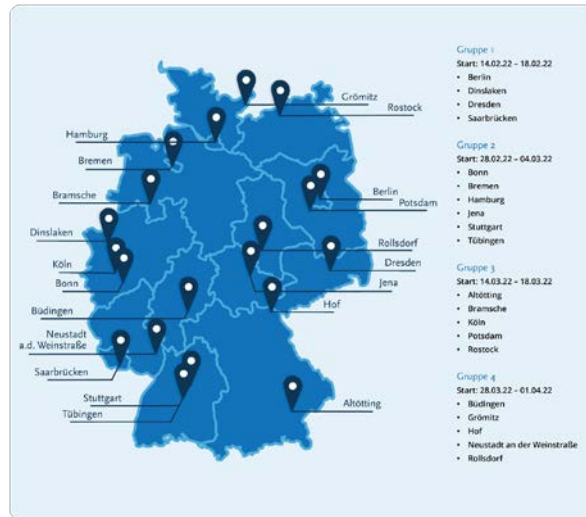 Grömitz
Rostock
Hamburg
Bremen
Bramsche
Berlin
Potsdam
Dinslaken
Rollsdorf
Köln
Dresden
Bonn
Jena
Büdingen
Hof
Neustadt
a.d. Weinstraße
Saarbrücken
Stuttgart
Altötting
Tübingen
Gruppe 1
Start: 14.02.22 – 18.02.22
• Berlin
• Dinslaken
• Dresden
• Saarbrücken
Gruppe 2
Start: 28.02.22 – 04.03.22
• Bonn
• Bremen
• Hamburg
• Jena
• Stuttgart
• Tübingen
Gruppe 3
Start: 14.03.22 – 18.03.22
• Altötting
• Bramsche
• Köln
• Potsdam
• Rostock
Gruppe 4
Start: 28.03.22 – 01.04.22
• Büdingen
• Grömitz
• Hof
• Neustadt an der Weinstraße
• Rollsdorf